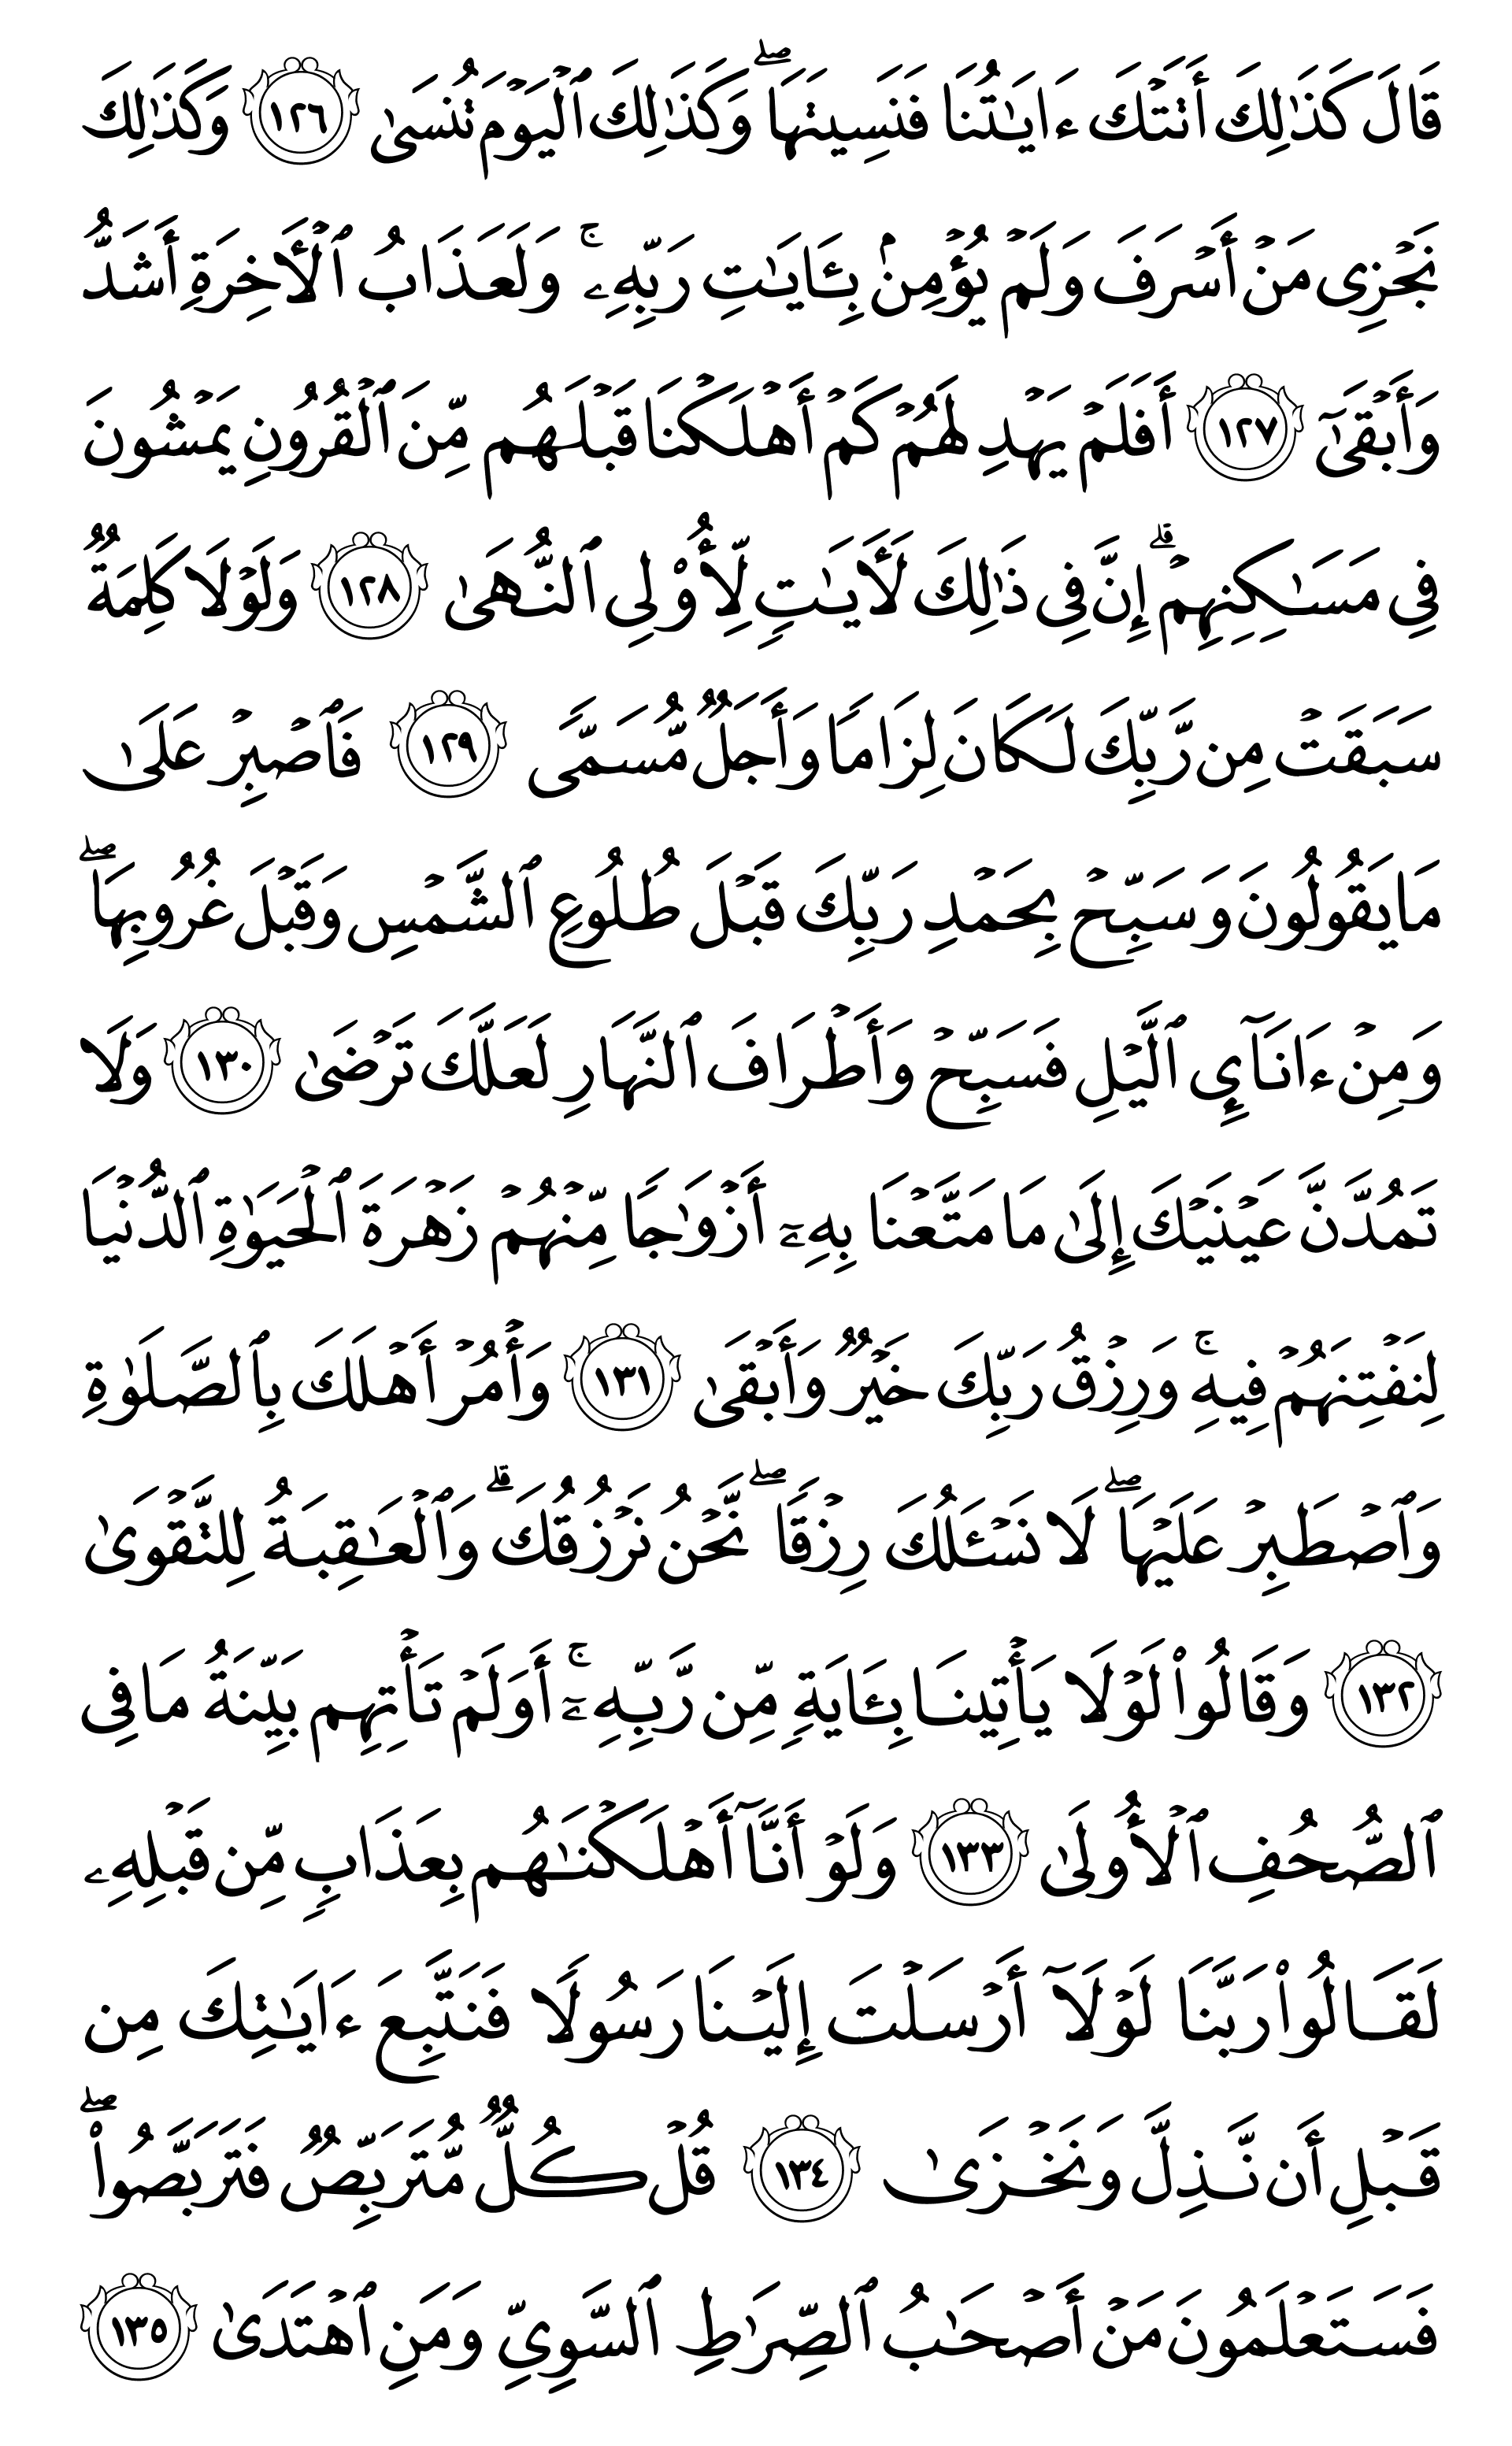 قَالَ كَذَٰلِكَ أَتَتْكَ ءَايَـٰتُنَا فَنَسِيتَهَا ۖ وَكَذَٰلِكَ ٱلْيَوْمَ تُنسَىٰ ١٢٦ وَكَذَٰلِكَ
نَجْزِى مَنْ أَسْرَفَ وَلَمْ يُؤْمِنۢ بِـَٔايَـٰتِ رَبِّهِۦ ۚ وَلَعَذَابُ ٱلْأَخِرَةِ أَشَدُّ
وَأَبْقَىٰٓ ١٢٧ أَفَلَمْ يَهْدِ لَهُمْ كَمْ أَهْلَكْنَا قَبْلَهُم مِّنَ ٱلْقُرُونِ يَمْشُونَ
فِى مَسَـٰكِنِهِمْ ۗ إِنَّ فِى ذَٰلِكَ لَأَيَـٰتٍ لِّأُو۟لِى ٱلنُّهَىٰ ١٢٨ وَلَوْلَا كَلِمَةٌ
سَبَقَتْ مِن رَّبِّكَ لَكَانَ لِزَامًا وَأَجَلٌ مُّسَمًّى ١٢٩ فَٱصْبِرْ عَلَىٰ
مَا يَقُولُونَ وَسَبِّحْ بِحَمْدِ رَبِّكَ قَبْلَ طُلُوعِ ٱلشَّمْسِ وَقَبْلَ غُرُوبِهَا ۖ
وَمِنْ ءَانَآئِ ٱلَّيْلِ فَسَبِّحْ وَأَطْرَافَ ٱلنَّهَارِ لَعَلَّكَ تَرْضَىٰ ١٣٠ وَلَا
تَمُدَّنَّ عَيْنَيْكَ إِلَىٰ مَا مَتَّعْنَا بِهِۦٓ أَزْوَٰجًا مِّنْهُمْ زَهْرَةَ ٱلْحَيَوٰةِ ٱلدُّنْيَا
لِنَفْتِنَهُمْ فِيهِ ۚ وَرِزْقُ رَبِّكَ خَيْرٌ وَأَبْقَىٰ ١٣١ وَأْمُرْ أَهْلَكَ بِٱلصَّلَوٰةِ
وَٱصْطَبِرْ عَلَيْهَا ۖ لَا نَسْـَٔلُكَ رِزْقًا ۖ نَّحْنُ نَرْزُقُكَ ۗ وَٱلْعَـٰقِبَةُ لِلتَّقْوَىٰ
١٣٢ وَقَالُوا۟ لَوْلَا يَأْتِينَا بِـَٔايَةٍ مِّن رَّبِّهِۦٓ ۚ أَوَلَمْ تَأْتِهِم بَيِّنَةُ مَا فِى
ٱلصُّحُفِ ٱلْأُولَىٰ ١٣٣ وَلَوْ أَنَّآ أَهْلَكْنَـٰهُم بِعَذَابٍ مِّن قَبْلِهِۦ
لَقَالُوا۟ رَبَّنَا لَوْلَآ أَرْسَلْتَ إِلَيْنَا رَسُولًا فَنَتَّبِعَ ءَايَـٰتِكَ مِن
قَبْلِ أَن نَّذِلَّ وَنَخْزَىٰ ١٣٤ قُلْ كُلٌّ مُّتَرَبِّصٌ فَتَرَبَّصُوا۟ ۖ
فَسَتَعْلَمُونَ مَنْ أَصْحَـٰبُ ٱلصِّرَٰطِ ٱلسَّوِىِّ وَمَنِ ٱهْتَدَىٰ ١٣٥